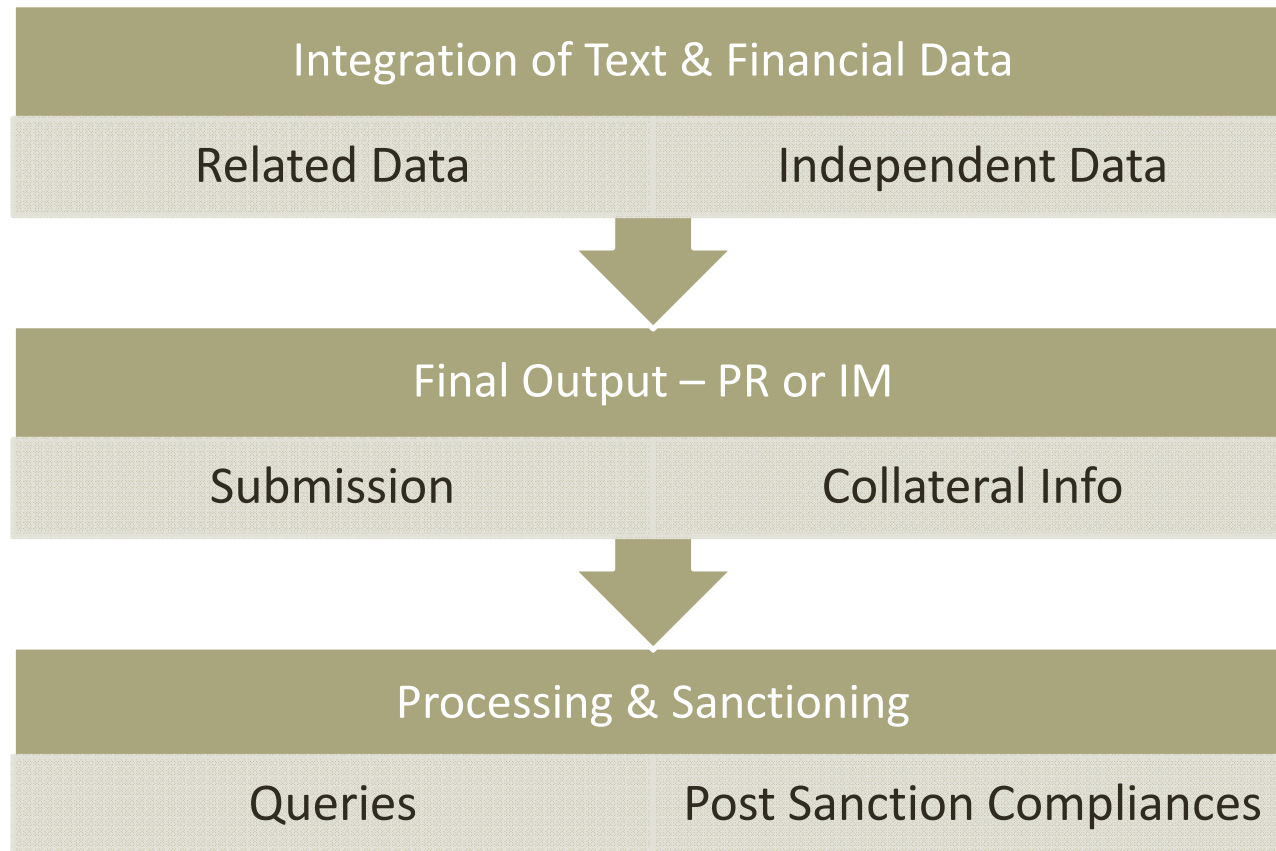 Integration of Text & Financial Data
Related Data
Independent Data
Final Output – PR or IM
Submission
Collateral Info
Processing & Sanctioning
Queries
Post Sanction Compliances